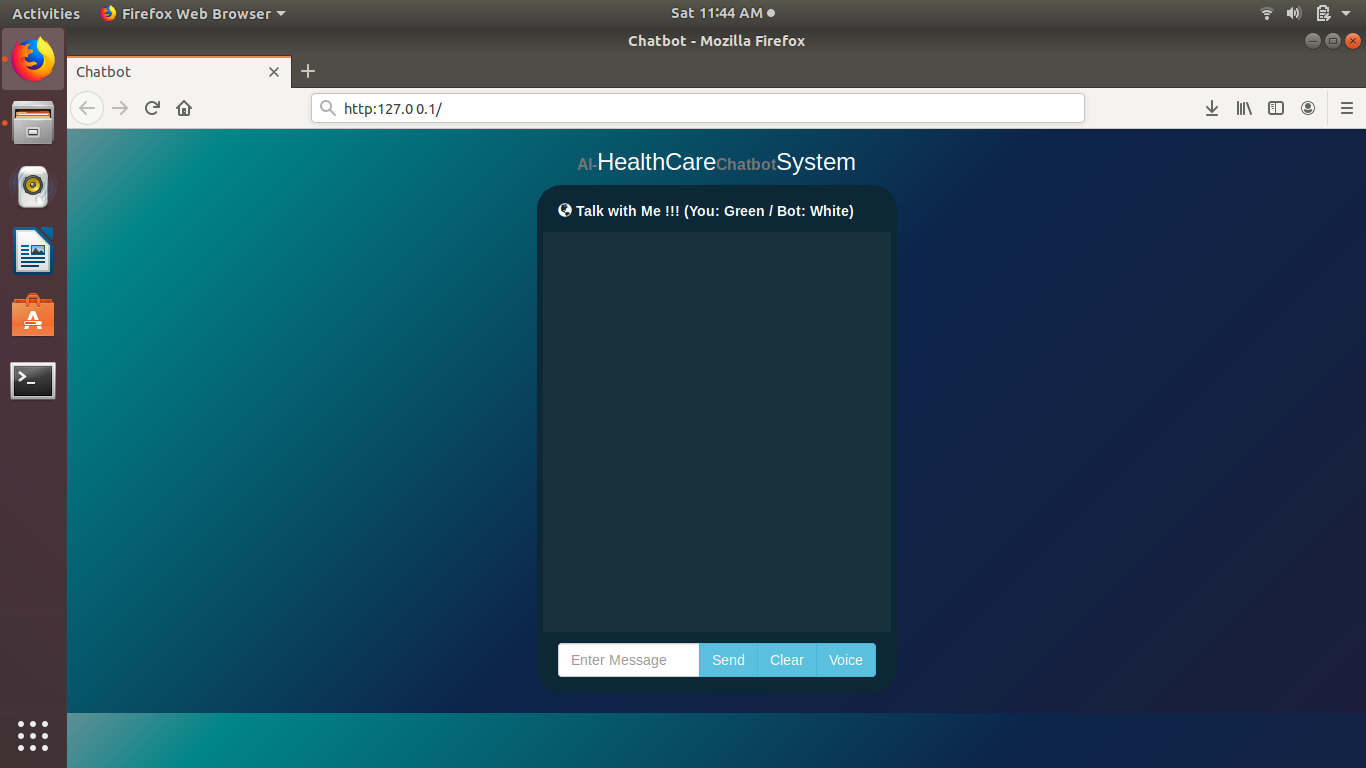 Activities Firefox Web Browser Sat 11:44 AM
Chatbot - Mozilla Firefox
Chatbot
http:127.0 0.1/
AI-HealthCareChatbotSystem
Talk with Me !!! (You: Green / Bot: White)
Enter Message Send Clear Voice